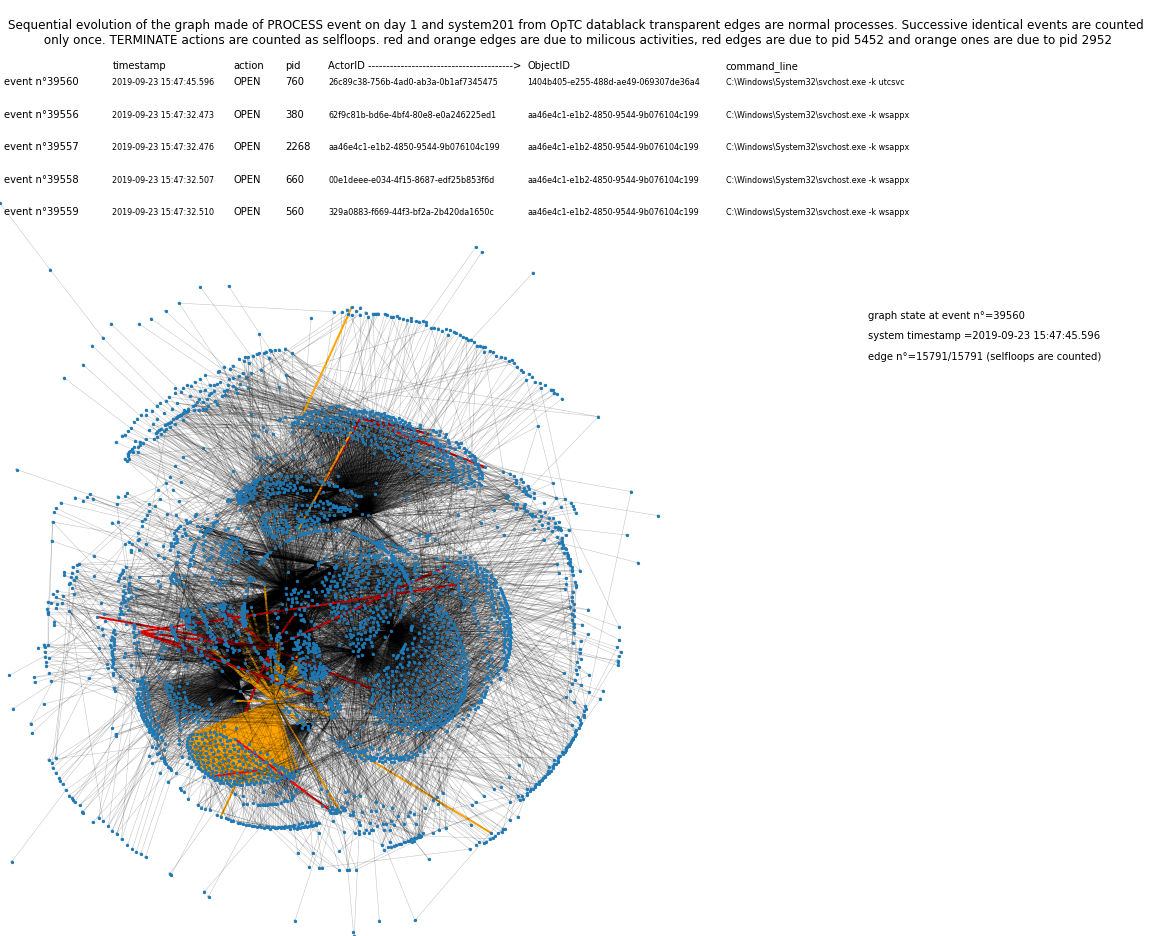 Sequential evolution of the graph made of PROCESS event on day 1 and system201 from OpTC datablack transparent edges are normal processes. Successive identical events are counted
only once. TERMINATE actions are counted as selfloops. red and orange edges are due to milicous activities, red edges are due to pid 5452 and orange ones are due to pid 2952
timestamp action pid ActorID ----------------------------------------> ObjectID command_line
event n°39560 2019-09-23 15:47:45.596 OPEN 760 26c89c38-756b-4ad0-ab3a-0b1af7345475 1404b405-e255-488d-ae49-069307de36a4 C:\Windows\System32\svchost.exe -k utcsvc
event n°39556 2019-09-23 15:47:32.473 OPEN 380 62f9c81b-bd6e-4bf4-80e8-e0a246225ed1 aa46e4c1-e1b2-4850-9544-9b076104c199 C:\Windows\System32\svchost.exe -k wsappx
event n°39557 2019-09-23 15:47:32.476 OPEN 2268 aa46e4c1-e1b2-4850-9544-9b076104c199 aa46e4c1-e1b2-4850-9544-9b076104c199 C:\Windows\System32\svchost.exe -k wsappx
event n°39558 2019-09-23 15:47:32.507 OPEN 660 00e1deee-e034-4f15-8687-edf25b853f6d aa46e4c1-e1b2-4850-9544-9b076104c199 C:\Windows\System32\svchost.exe -k wsappx
event n°39559 2019-09-23 15:47:32.510 OPEN 560 329a0883-f669-44f3-bf2a-2b420da1650c aa46e4c1-e1b2-4850-9544-9b076104c199 C:\Windows\System32\svchost.exe -k wsappx
graph state at event n°=39560
system timestamp =2019-09-23 15:47:45.596
edge n°=15791/15791 (selfloops are counted)